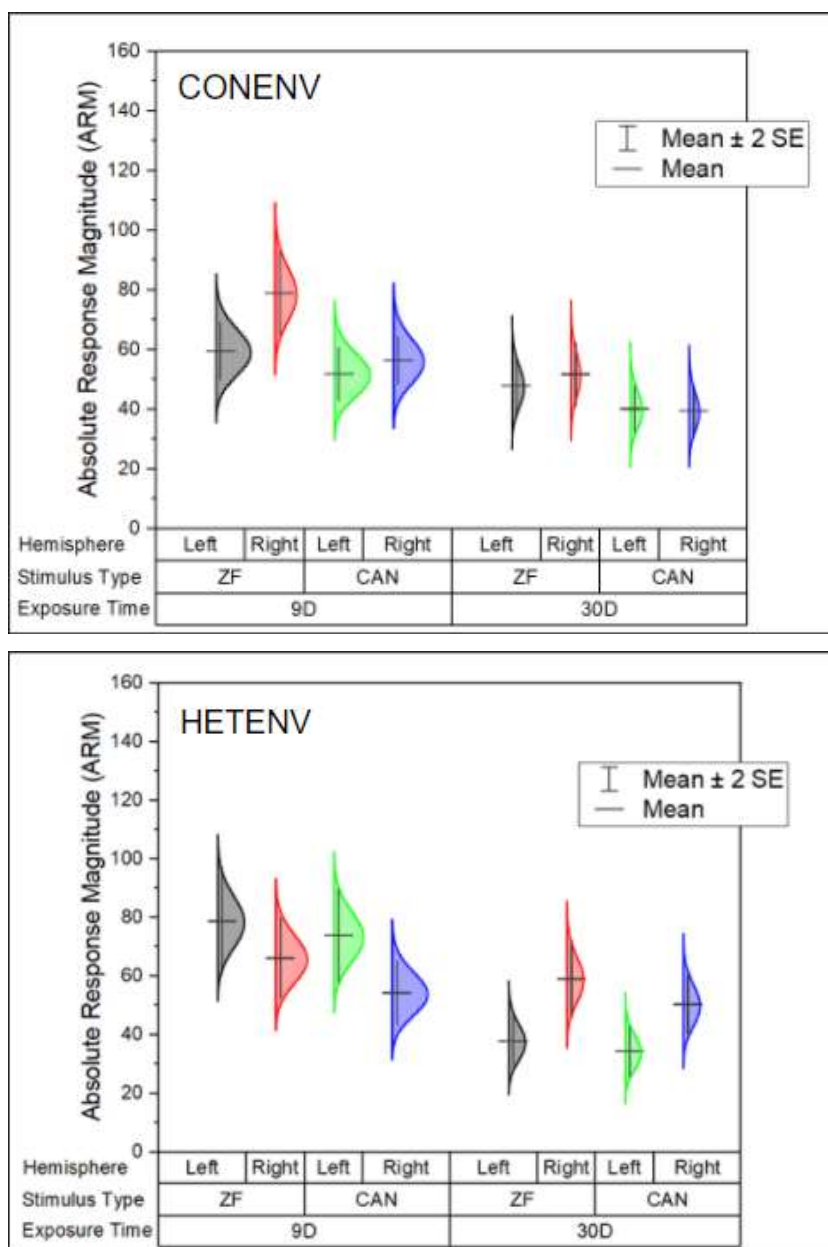 160
CONENV
140
Mean ± 2 SE
Mean
120
100
80
60
40
20
0
Absolute Response Magnitude (ARM)
Hemisphere Left Right Left Right Left Right Left Right
Stimulus Type ZF CAN ZF CAN
Exposure Time 9D 30D
160
HETENV
140
Mean ± 2 SE
Mean
120
100
80
60
40
20
0
Absolute Response Magnitude (ARM)
Hemisphere Left Right Left Right Left Right Left Right
Stimulus Type ZF CAN ZF CAN
Exposure Time 9D 30D